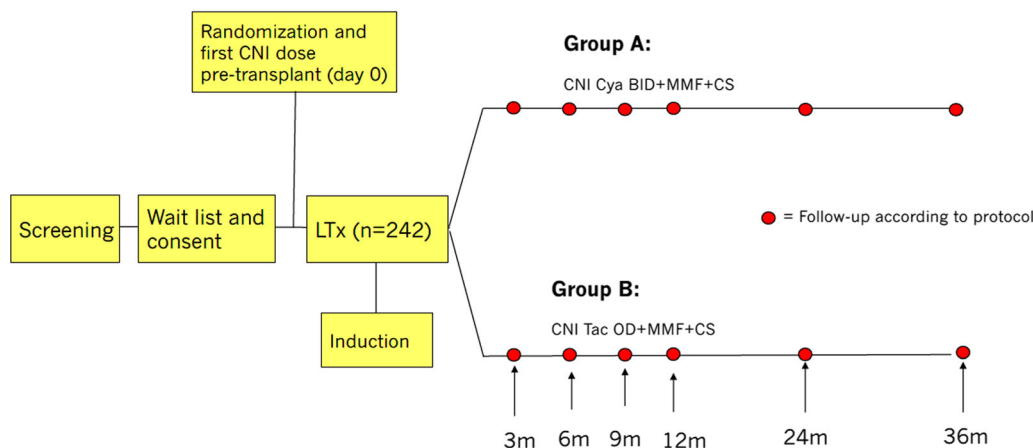 Randomization and
first CNI dose
pre-transplant (day 0)
Group A:
CNI Cya BID+MMF+CS
Screening
Wait list and
consent
LTx (n=242)
= Follow-up according to protocol
Induction
Group B:
CNI Tac OD+MMF+CS
3m
6m
9m
12m
24m
36m